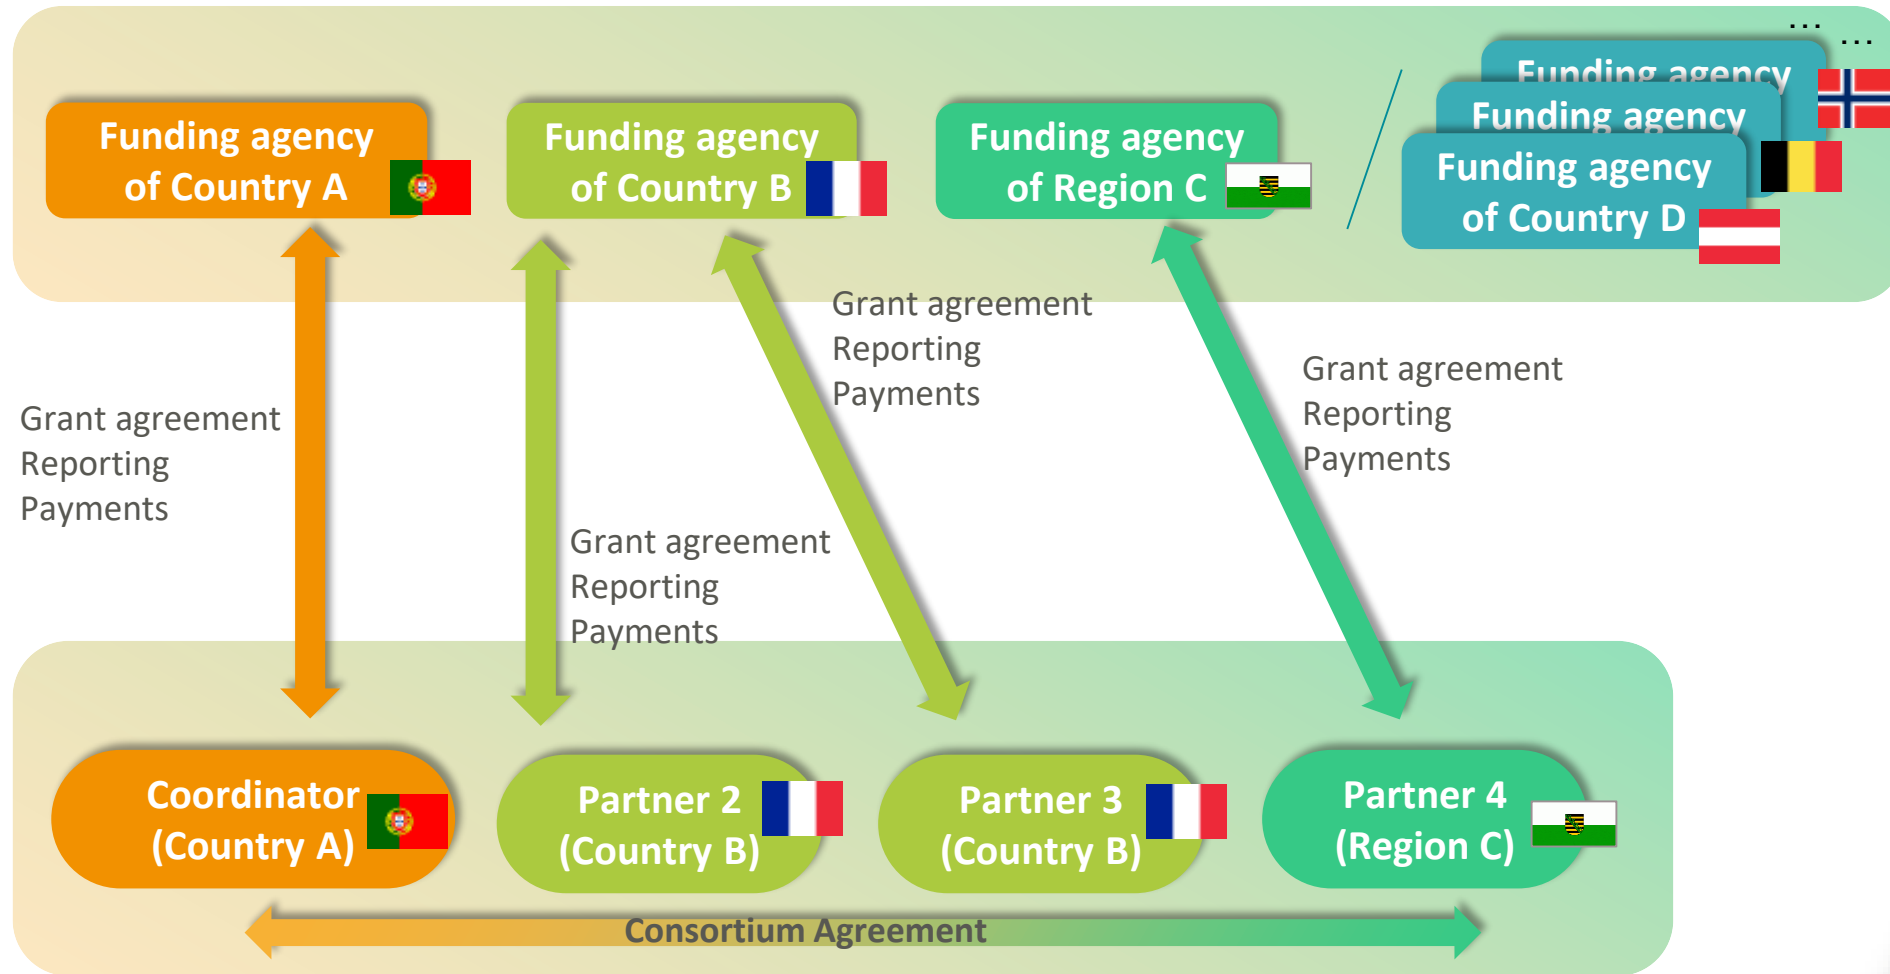 ... ...
Funding agency
of Country A
Funding agency
of Country B
Funding agency
of Region C
Funding agency
Funding agency
Funding agency
of Country D
Grant agreement
Reporting
Payments
Grant agreement
Reporting
Payments
Grant agreement
Reporting
Payments
Grant agreement
Reporting
Payments
Coordinator
(Country A)
Partner 2
(Country B)
Partner 3
(Country B)
Partner 4
(Region C)
Consortium Agreement